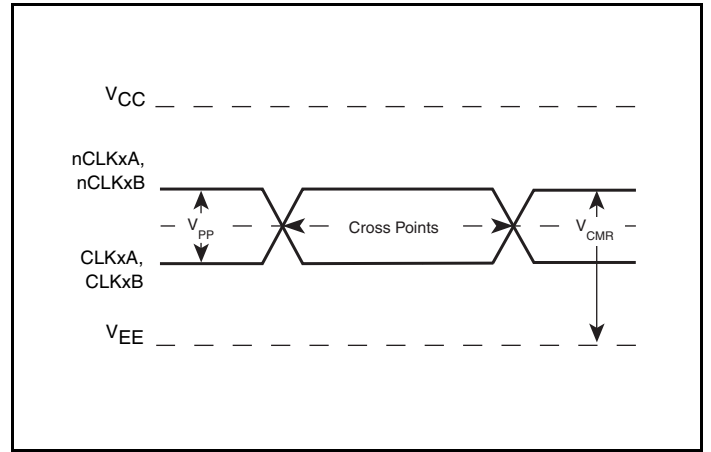 VCC
nCLKxA,
nCLKxB
VPP
Cross Points
VCMR
CLKxA,
CLKxB
VEE